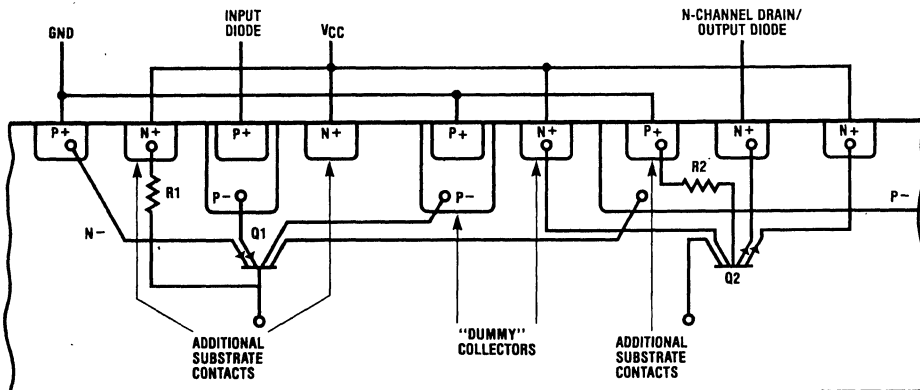 GND
INPUT
DIODE
VCC
N-CHANNEL DRAIN/
OUTPUT DIODE
P+
N+
P+
N+
P+
N+
P+
N+
N+
R1
R2
P-
P-
P-
N-
Q1
Q2
ADDITIONAL
SUBSTRATE
CONTACTS
"DUMMY"
COLLECTORS
ADDITIONAL
SUBSTRATE
CONTACTS